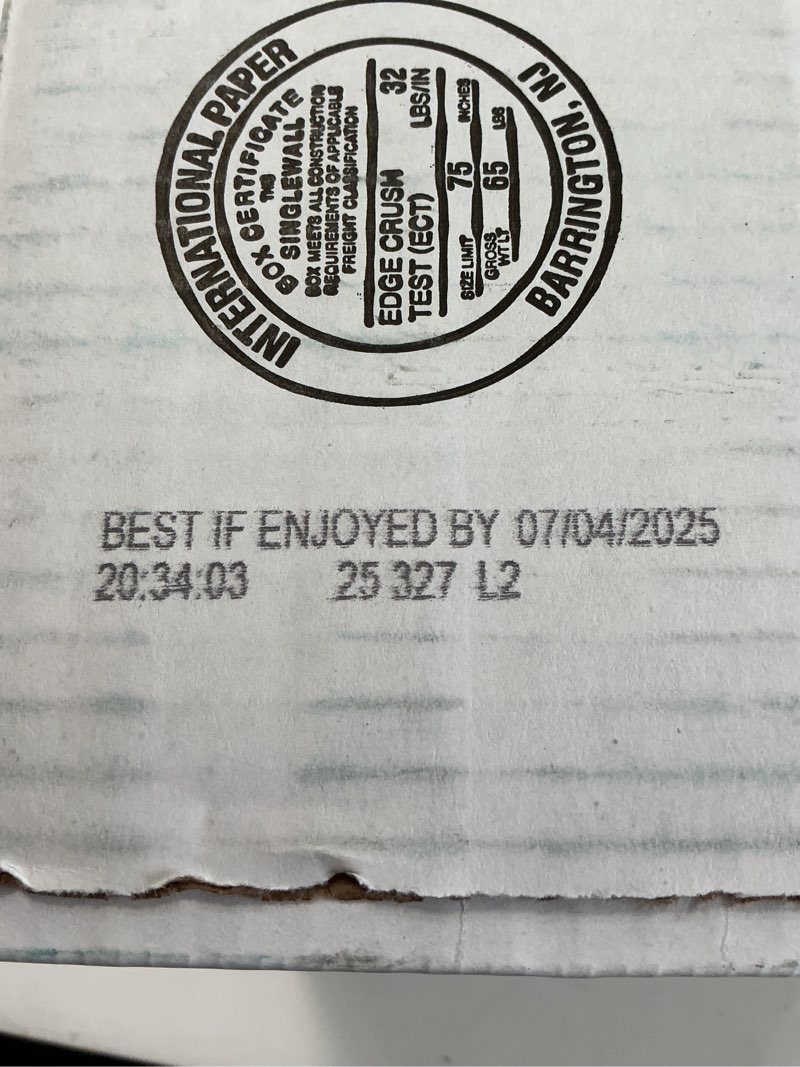 INTERNATIONAL PAPER
BOX CERTIFICATE
THIS
SINGLEWALL
BOX MEETS ALL CONSTRUCTION
REQUIREMENTS OF APPLICABLE
FREIGHT CLASSIFICATION
EDGE CRUSH 32
TEST (ECT) LBS/IN
SIZE LIMIT 75 INCHES
GROSS
WT LT 65 LBS
BARRINGTON, NJ
BEST IF ENJOYED BY 07/04/2025
20:34:03 25 327 L2